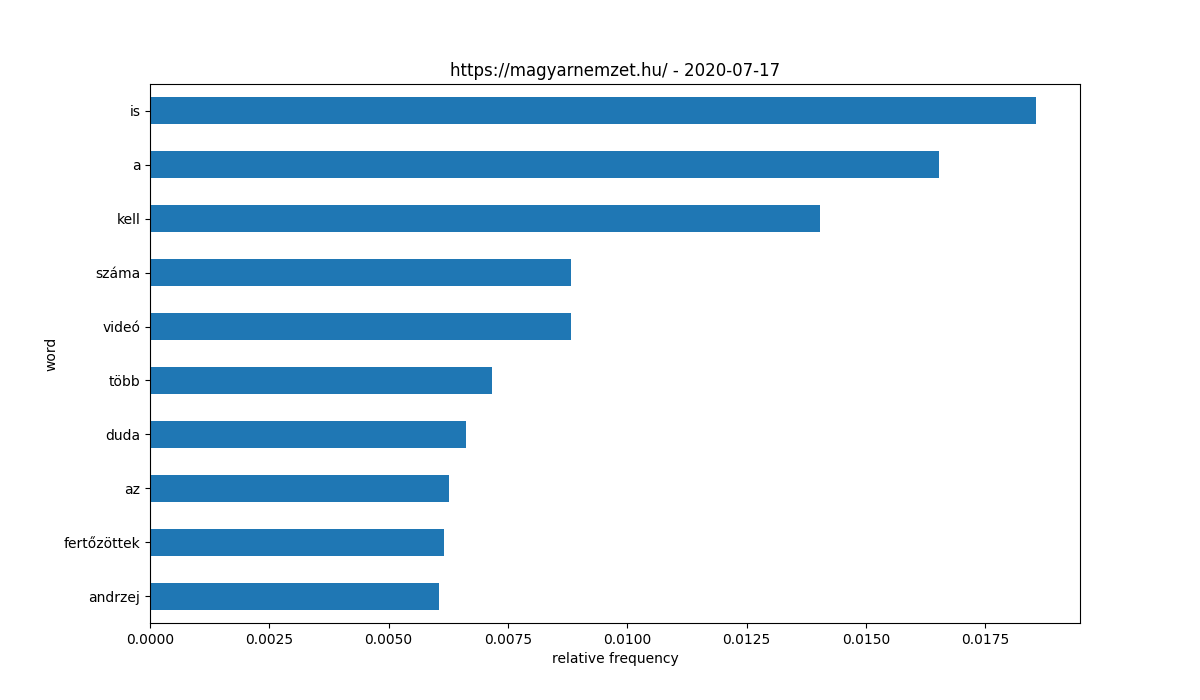 https://magyarnemzet.hu/ - 2020-07-17
word
is
a
kell
száma
videó
több
duda
az
fertőzöttek
andrzej
0.0000 0.0025 0.0050 0.0075 0.0100 0.0125 0.0150 0.0175
relative frequency